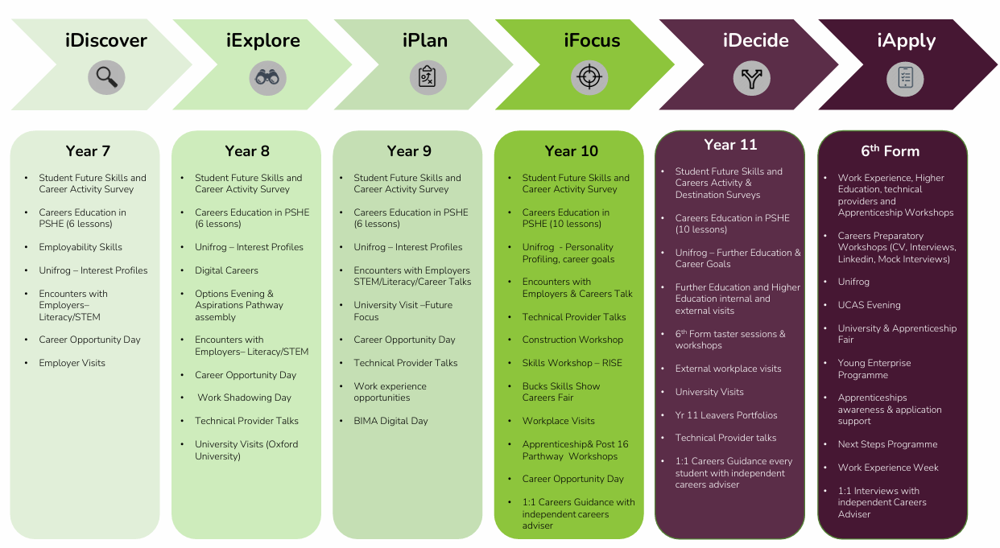 iDiscover
iExplore
iPlan
iFocus
iDecide
iApply
Year 7
• Student Future Skills and
Career Activity Survey
• Careers Education in
PSHE (6 lessons)
• Employability Skills
• Unifrog – Interest Profiles
• Encounters with
Employers–
Literacy/STEM
• Career Opportunity Day
• Employer Visits
Year 8
• Student Future Skills and
Career Activity Survey
• Careers Education in PSHE
(6 lessons)
• Unifrog – Interest Profiles
• Digital Careers
• Options Evening &
Aspirations Pathway
assembly
• Encounters with
Employers– Literacy/STEM
• Career Opportunity Day
• Work Shadowing Day
• Technical Provider Talks
• University Visits (Oxford
University)
Year 9
• Student Future Skills and
Career Activity Survey
• Careers Education in PSHE
(6 lessons)
• Unifrog – Interest Profiles
• Encounters with Employers
STEM/Literacy/Career Talks
• University Visit –Future
Focus
• Career Opportunity Day
• Technical Provider Talks
• Work experience
opportunities
• BIMA Digital Day
Year 10
• Student Future Skills and
Career Activity Survey
• Careers Education in
PSHE (10 lessons)
• Unifrog - Personality
Profiling, career goals
• Encounters with
Employers & Careers Talk
• Technical Provider Talks
• Construction Workshop
• Skills Workshop – RISE
• Bucks Skills Show
Careers Fair
• Workplace Visits
• Apprenticeship& Post 16
Parthway Workshops
• Career Opportunity Day
• 1:1 Careers Guidance with
independent careers
adviser
Year 11
• Student Future Skills and
Careers Activity &
Destination Surveys
• Careers Education in PSHE
(10 lessons)
• Unifrog – Further Education &
Career Goals
• Further Education and Higher
Education internal and
external visits
• 6th Form taster sessions &
workshops
• External workplace visits
• University Visits
• Yr 11 Leavers Portfolios
• Technical Provider talks
• 1:1 Careers Guidance every
student with independent
careers adviser
6th Form
• Work Experience, Higher
Education, technical
providers and
Apprenticeship Workshops
• Careers Preparatory
Workshops (CV, Interviews,
Linkedin, Mock Interviews)
• Unifrog
• UCAS Evening
• University & Apprenticeship
Fair
• Young Enterprise
Programme
• Apprenticeships
awareness & application
support
• Next Steps Programme
• Work Experience Week
• 1:1 Interviews with
independent Careers
Adviser